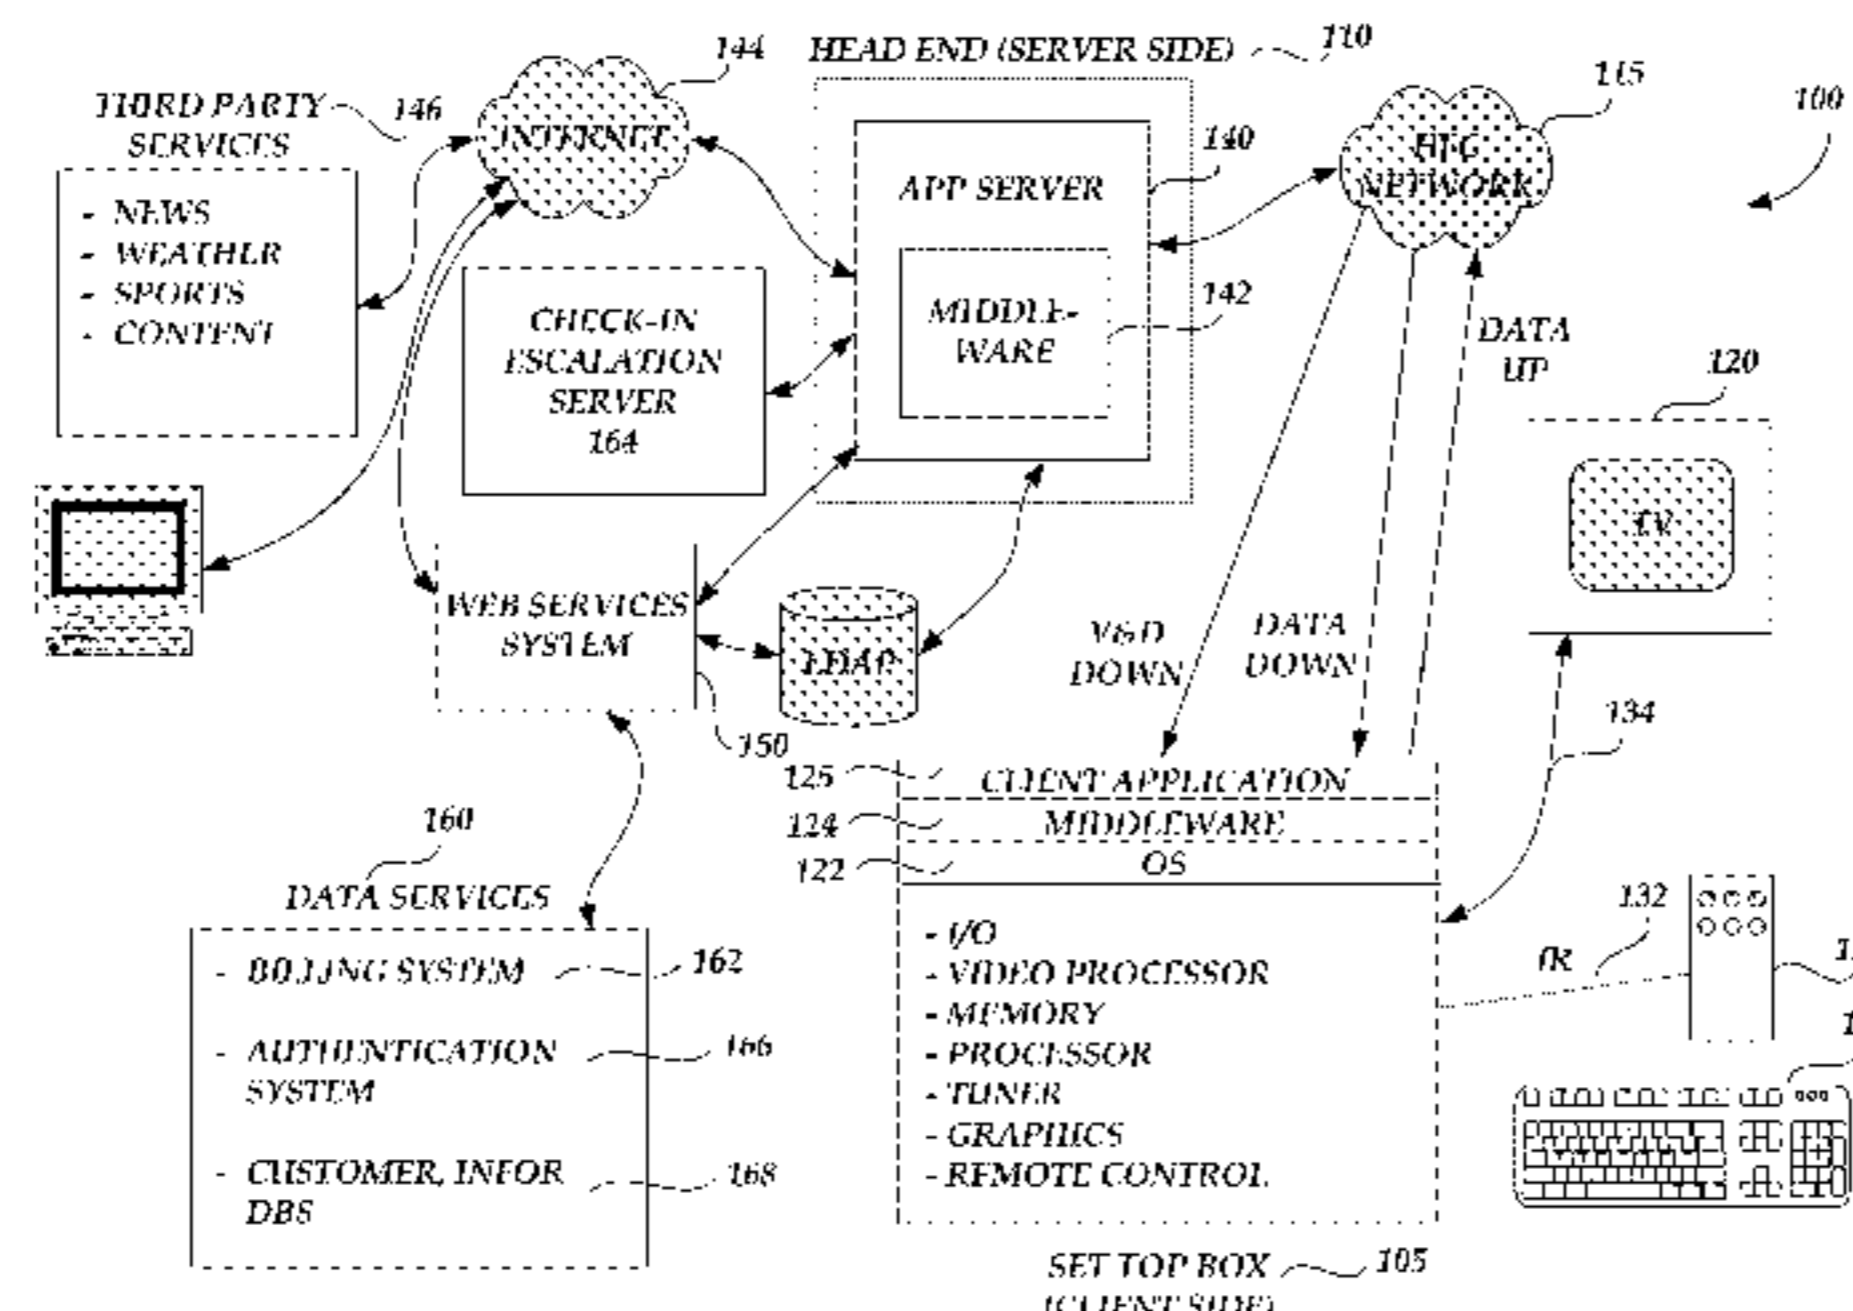 HEAD END (SERVER SIDE) 110
144
115
THIRD PARTY
SERVICES
146
INTERNET
100
- NEWS
- WEATHER
- SPORTS
- CONTENT
APP SERVER
140
HFC
NETWORK
MIDDLE-
WARE
142
CHECK-IN
ESCALATION
SERVER
164
DATA
UP
120
TV
WEB SERVICES
SYSTEM
150
LDAP
V&D
DOWN
DATA
DOWN
134
125
CLIENT APPLICATION
124
MIDDLEWARE
122
OS
160
DATA SERVICES
- BILLING SYSTEM 162
- AUTHENTICATION
SYSTEM
166
- CUSTOMER, INFOR
DBS
168
- I/O
- VIDEO PROCESSOR
- MEMORY
- PROCESSOR
- TUNER
- GRAPHICS
- REMOTE CONTROL
132
IR
SET TOP BOX 105
(CLIENT SIDE)